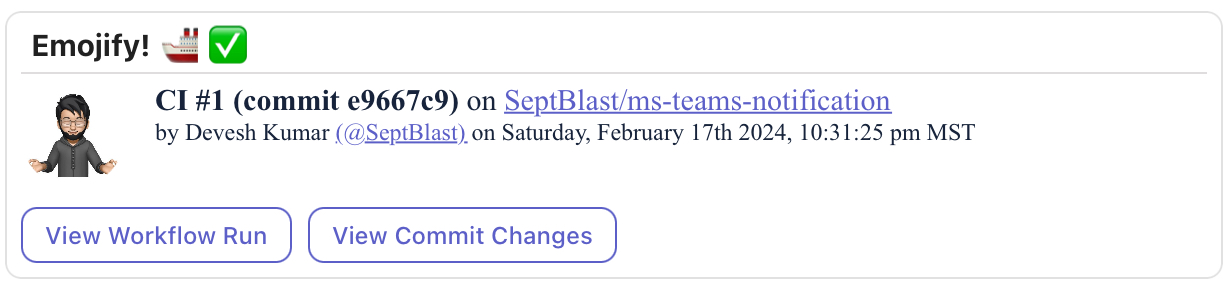 Emojify! 🚢 ✅
CI #1 (commit e9667c9) on SeptBlast/ms-teams-notification
by Devesh Kumar (@SeptBlast) on Saturday, February 17th 2024, 10:31:25 pm MST
View Workflow Run
View Commit Changes